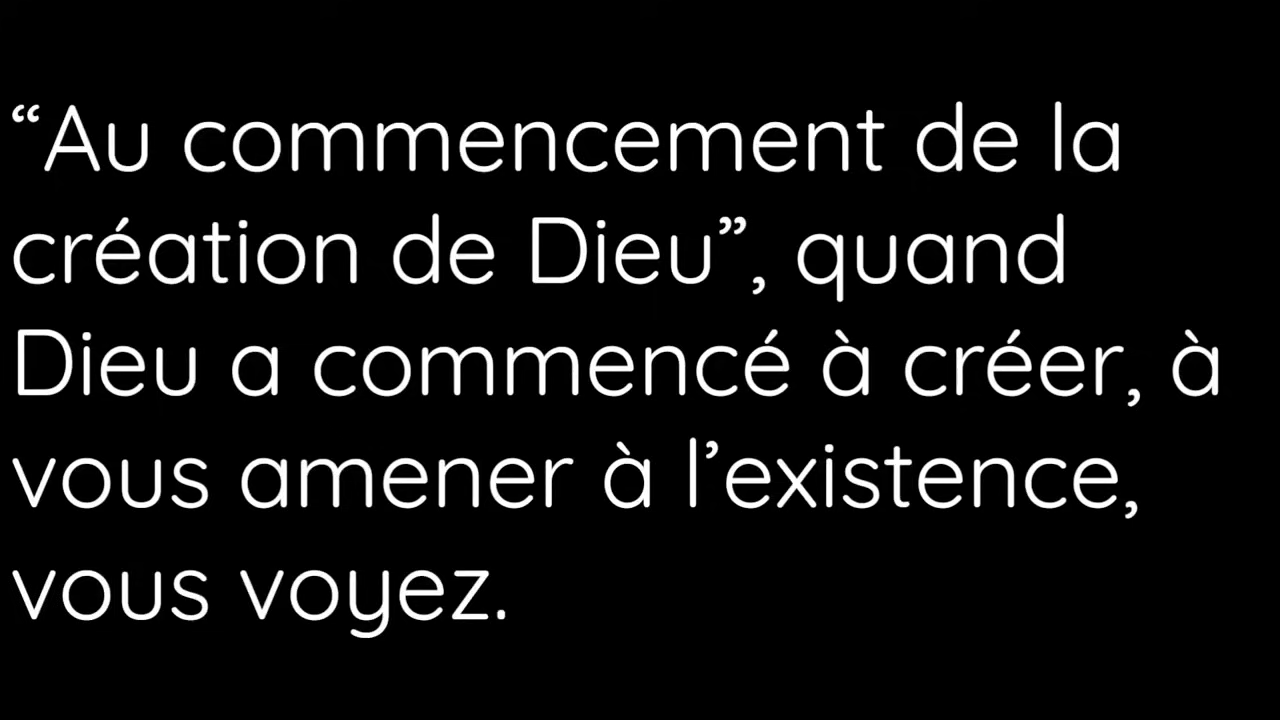 “Au commencement de la
création de Dieu”, quand
Dieu a commencé à créer, à
vous amener à l’existence,
vous voyez.